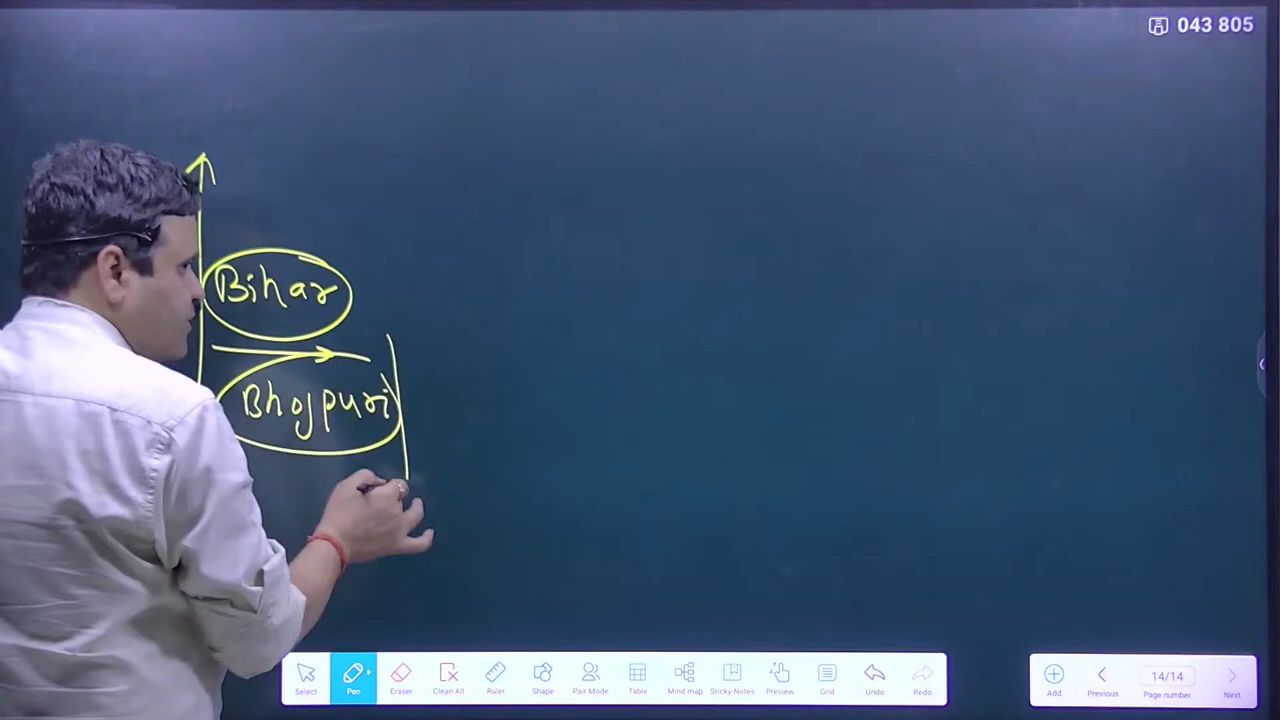 043 805
Bihar
Bhojpuri
Select Pen Eraser Clean All Ruler Shape Pair Mode Table Mind map Sticky Notes Preview Grid Undo Redo
Add Previous 14/14 Page number Next